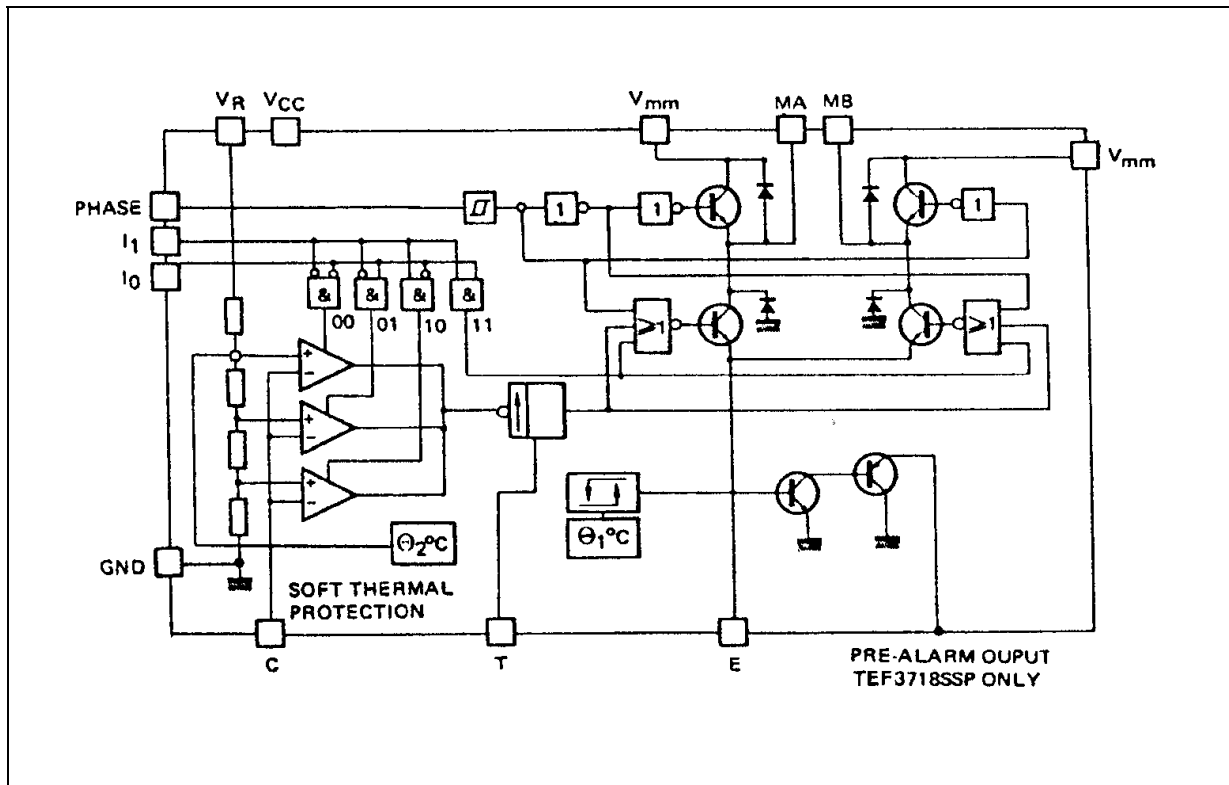 VR VCC Vmm MA MB
Vmm
PHASE
I1
I0
1 1 1
& & & &
00 01 10 11
≥1 ≥1
+
−
+
−
+
−
Θ2°C
Θ1°C
GND
SOFT THERMAL
PROTECTION
C T E
PRE-ALARM OUPUT
TEF3718SSP ONLY